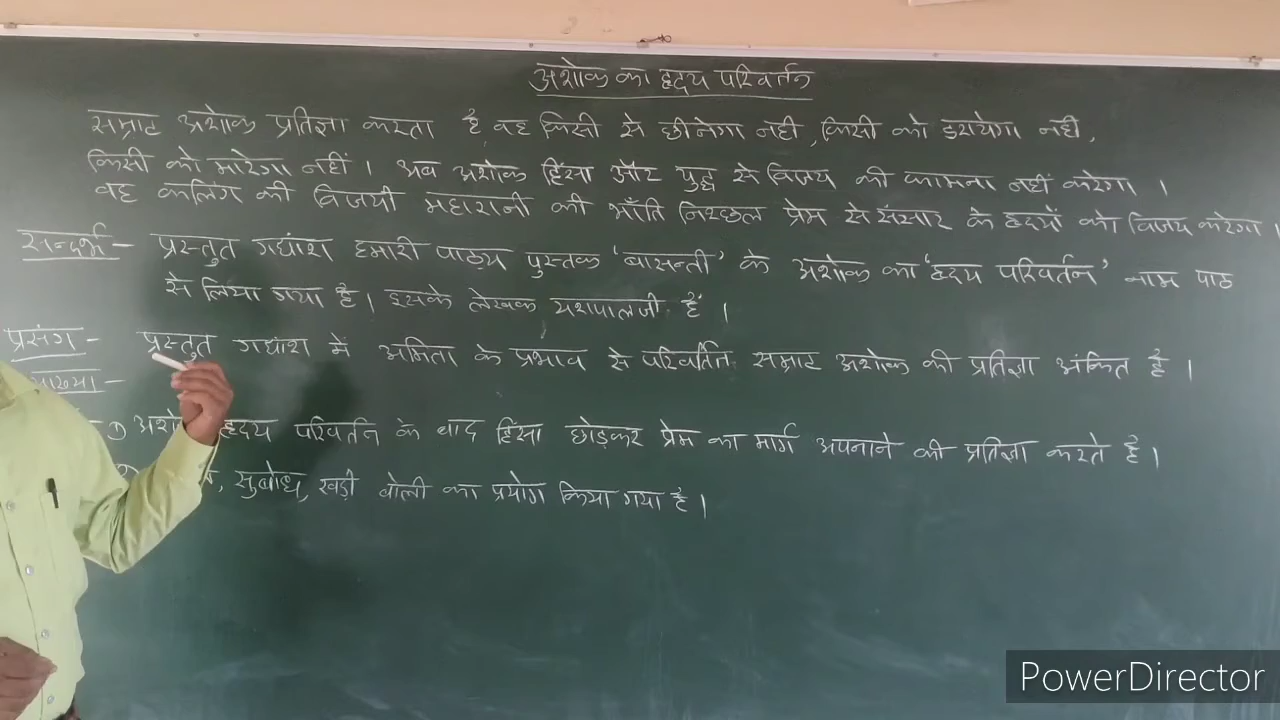 अशोक का हृदय परिवर्तन
सम्राट अशोक प्रतिज्ञा करता है वह किसी से छीनेगा नही, किसी को डरायेगा नही,
किसी को मारेगा नहीं । अब अशोक हिंसा और युद्ध से विजय की कामना नहीं करेगा ।
वह कलिंग की विजयी महारानी की भाँति निश्छल प्रेम से संसार के हृदयों को विजय करेगा ।
सन्दर्भ - प्रस्तुत गद्यांश हमारी पाठ्य पुस्तक 'वासन्ती' के अशोक का 'हृदय परिवर्तन' नाम पाठ
से लिया गया है। इसके लेखक यशपालजी हैं ।
प्रसंग - प्रस्तुत गद्यांश में अमिता के प्रभाव से परिवर्तित सम्राट अशोक की प्रतिज्ञा अंकित है ।
हृदय परिवर्तन के बाद हिंसा छोड़कर प्रेम का मार्ग अपनाने की प्रतिज्ञा करते है ।
सुबोध, खड़ी बोली का प्रयोग किया गया है ।
PowerDirector